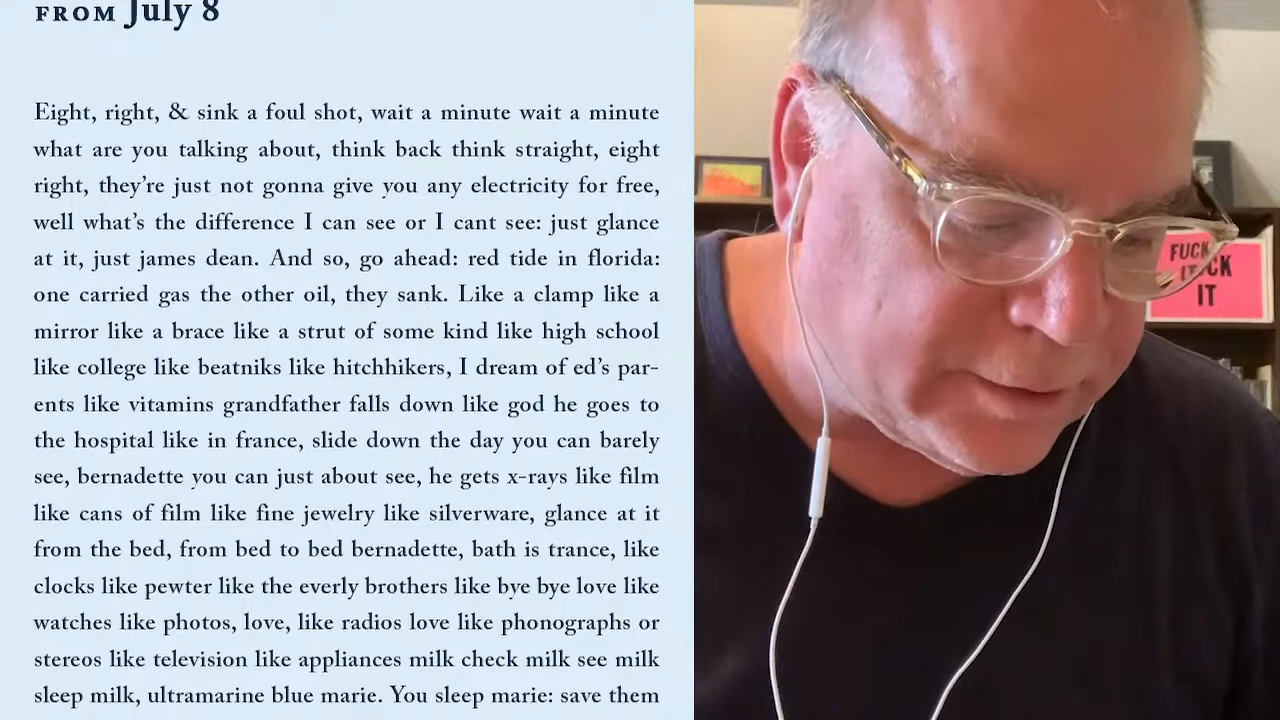 FROM July 8
Eight, right, & sink a foul shot, wait a minute wait a minute
what are you talking about, think back think straight, eight
right, they're just not gonna give you any electricity for free,
well what's the difference I can see or I cant see: just glance
at it, just james dean. And so, go ahead: red tide in florida:
one carried gas the other oil, they sank. Like a clamp like a
mirror like a brace like a strut of some kind like high school
like college like beatniks like hitchhikers, I dream of ed's par-
ents like vitamins grandfather falls down like god he goes to
the hospital like in france, slide down the day you can barely
see, bernadette you can just about see, he gets x-rays like film
like cans of film like fine jewelry like silverware, glance at it
from the bed, from bed to bed bernadette, bath is trance, like
clocks like pewter like the everly brothers like bye bye love like
watches like photos, love, like radios love like phonographs or
stereos like television like appliances milk check milk see milk
sleep milk, ultramarine blue marie. You sleep marie: save them
FUCK
IT